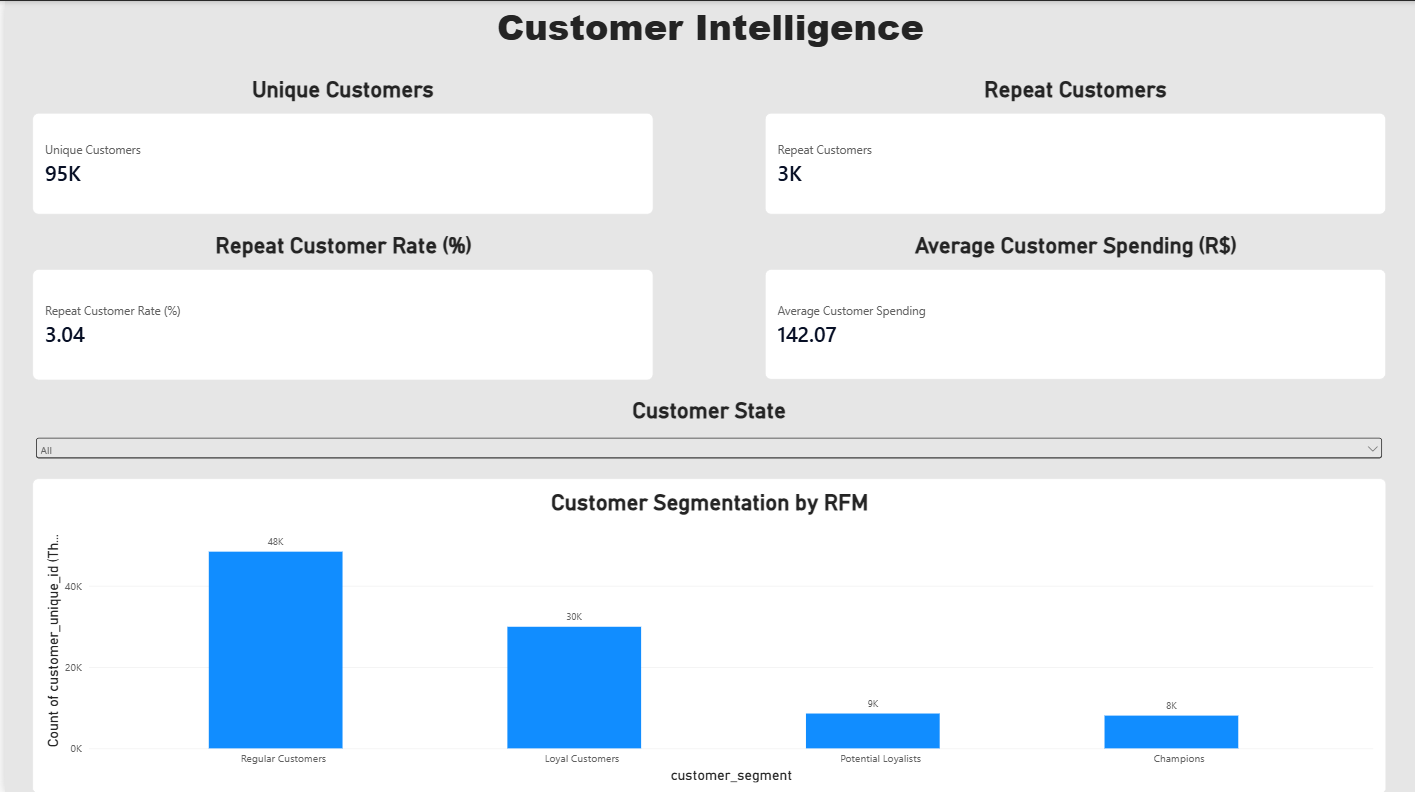 Customer Intelligence
Unique Customers
Repeat Customers
Unique Customers
95K
Repeat Customers
3K
Repeat Customer Rate (%)
Average Customer Spending (R$)
Repeat Customer Rate (%)
3.04
Average Customer Spending
142.07
Customer State
All
Customer Segmentation by RFM
Count of customer_unique_id (Th...
40K
20K
0K
48K
30K
9K
8K
Regular Customers
Loyal Customers
Potential Loyalists
Champions
customer_segment